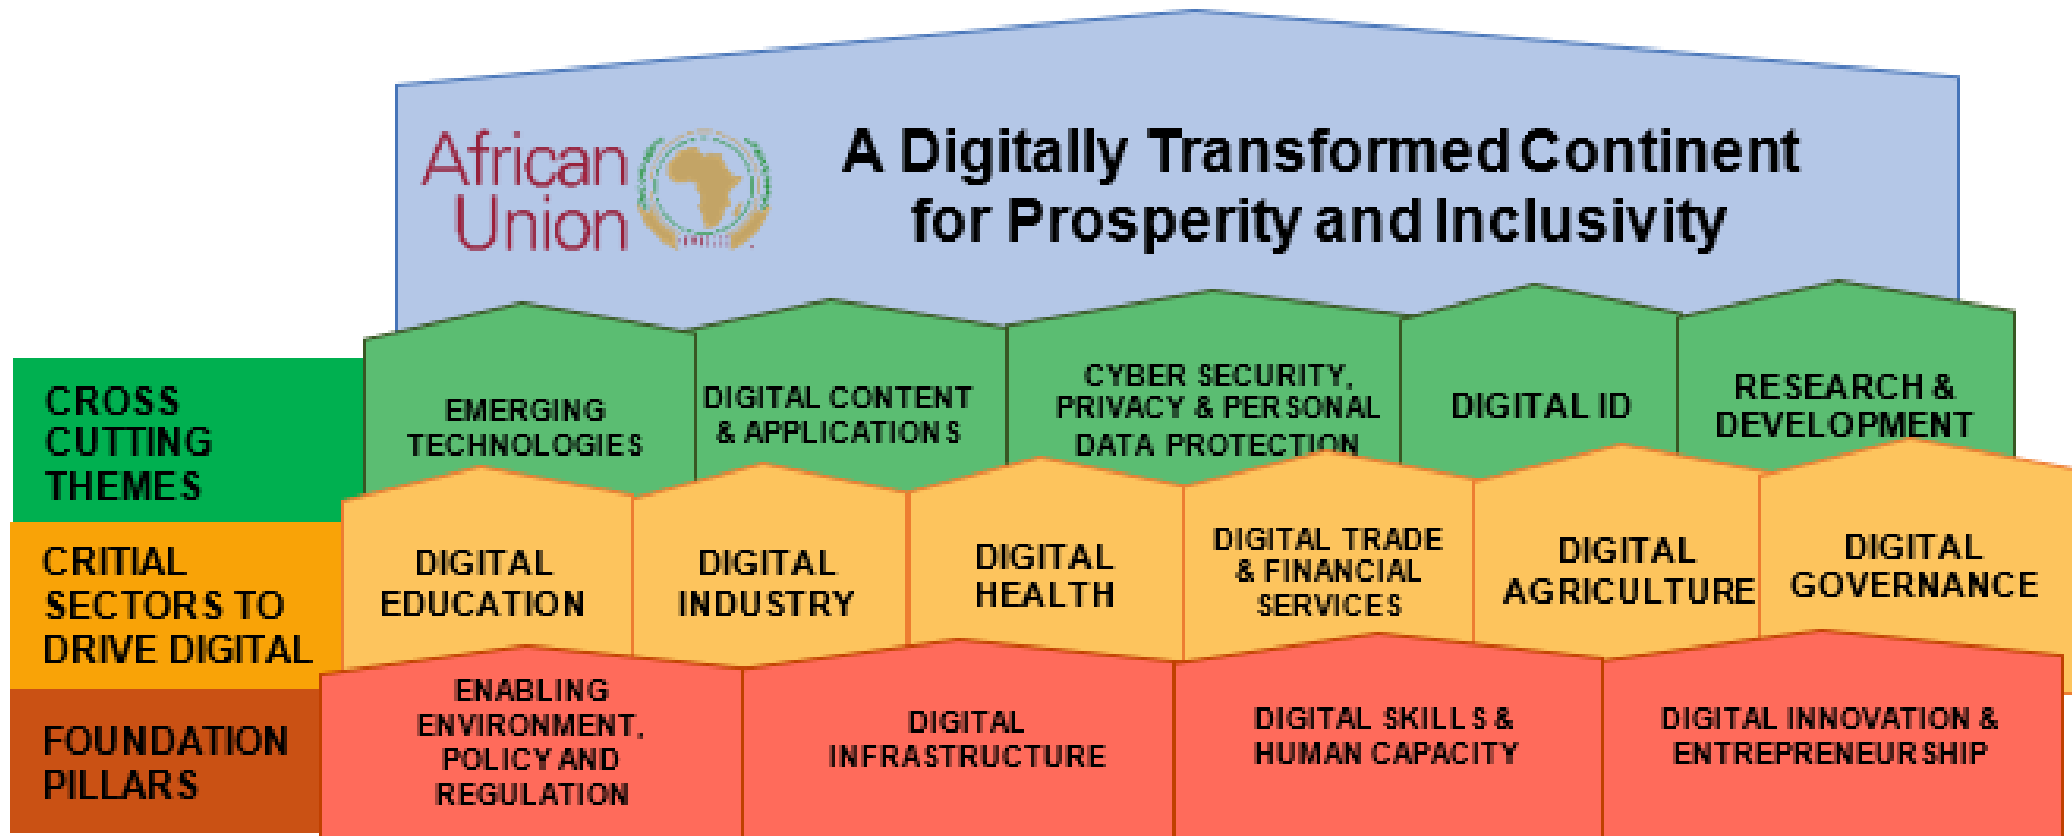 African
Union
A Digitally Transformed Continent
for Prosperity and Inclusivity
CROSS
CUTTING
THEMES
EMERGING
TECHNOLOGIES
DIGITAL CONTENT
& APPLICATIONS
CYBER SECURITY,
PRIVACY & PERSONAL
DATA PROTECTION
DIGITAL ID
RESEARCH &
DEVELOPMENT
CRITIAL
SECTORS TO
DRIVE DIGITAL
DIGITAL
EDUCATION
DIGITAL
INDUSTRY
DIGITAL
HEALTH
DIGITAL TRADE
& FINANCIAL
SERVICES
DIGITAL
AGRICULTURE
DIGITAL
GOVERNANCE
FOUNDATION
PILLARS
ENABLING
ENVIRONMENT,
POLICY AND
REGULATION
DIGITAL
INFRASTRUCTURE
DIGITAL SKILLS &
HUMAN CAPACITY
DIGITAL INNOVATION &
ENTREPRENEURSHIP